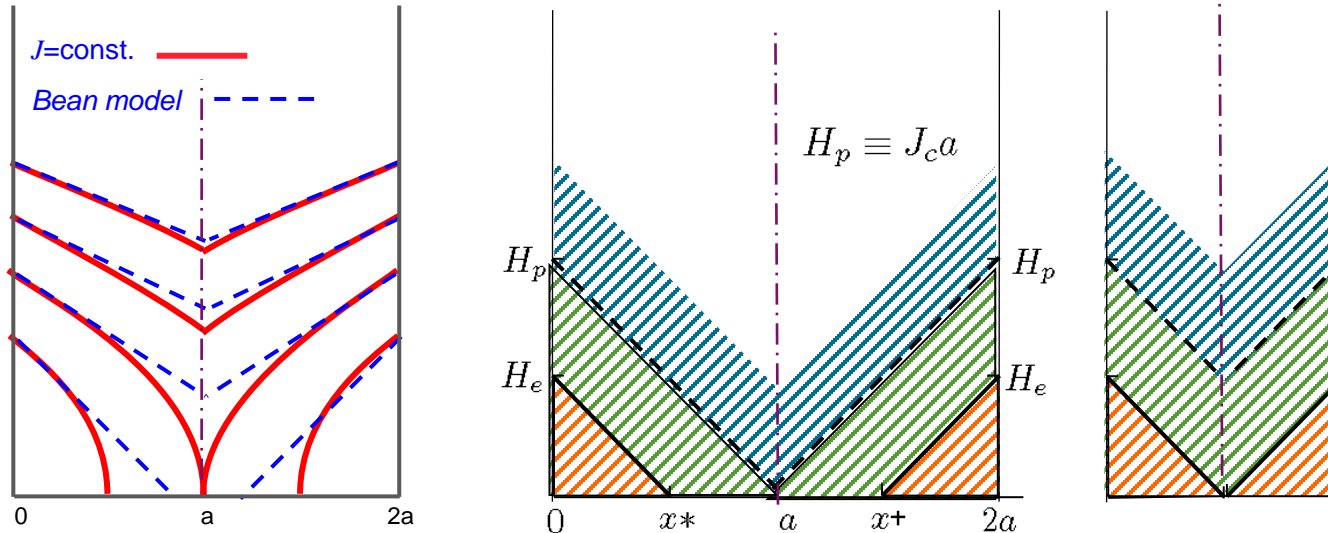 J=const.
Bean model
0
a
2a
H_p ≡ J_c a
H_p
H_p
H_e
H_e
0
x*
a
x+
2a